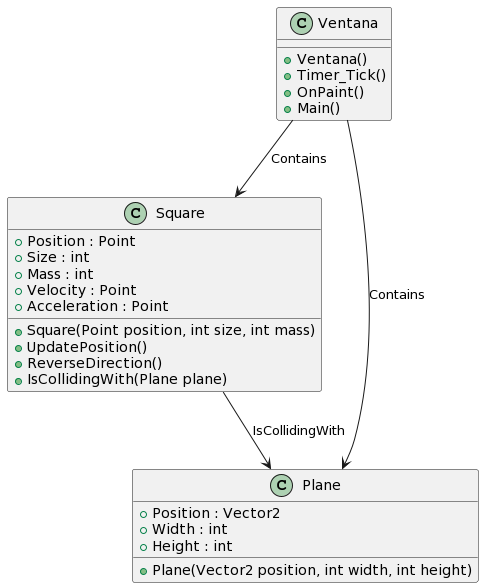 C Ventana
Ventana()
Timer_Tick()
OnPaint()
Main()
Contains
C Square
Position : Point
Size : int
Mass : int
Velocity : Point
Acceleration : Point
Square(Point position, int size, int mass)
UpdatePosition()
ReverseDirection()
IsCollidingWith(Plane plane)
Contains
IsCollidingWith
C Plane
Position : Vector2
Width : int
Height : int
Plane(Vector2 position, int width, int height)